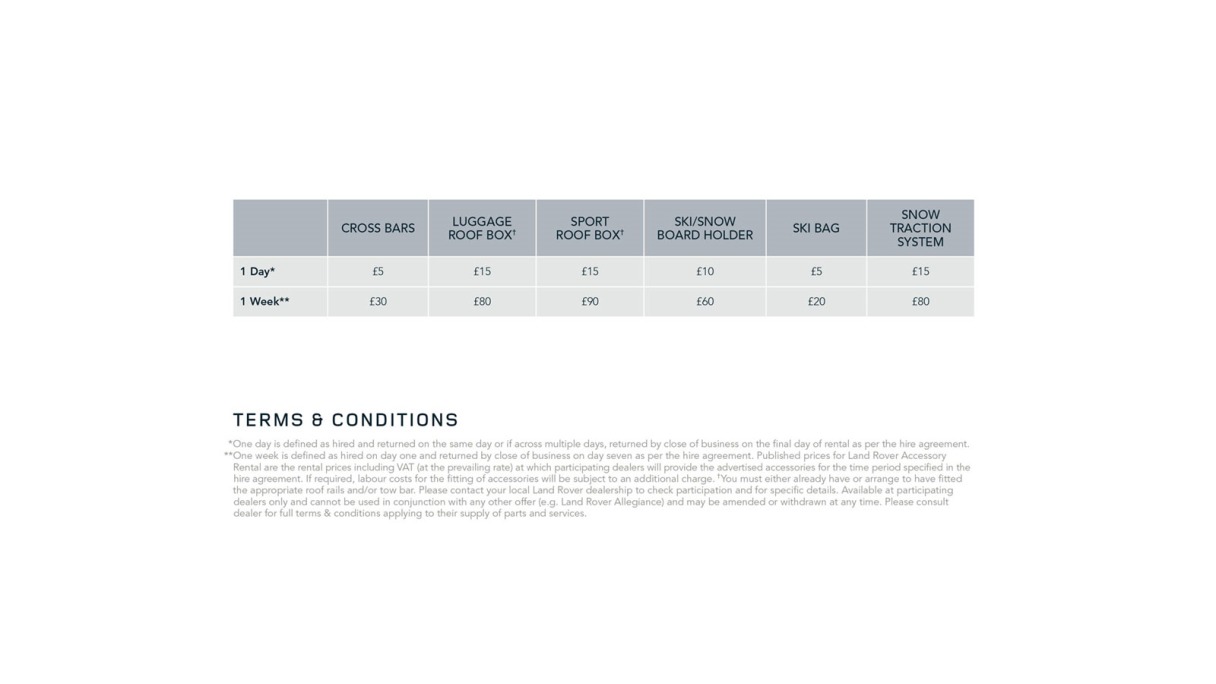 CROSS BARS
LUGGAGE
ROOF BOX†
SPORT
ROOF BOX†
SKI/SNOW
BOARD HOLDER
SKI BAG
SNOW
TRACTION
SYSTEM
1 Day* £5 £15 £15 £10 £5 £15
1 Week** £30 £80 £90 £60 £20 £80
TERMS & CONDITIONS
*One day is defined as hired and returned on the same day or if across multiple days, returned by close of business on the final day of rental as per the hire agreement.
**One week is defined as hired on day one and returned by close of business on day seven as per the hire agreement. Published prices for Land Rover Accessory
Rental are the rental prices including VAT (at the prevailing rate) at which participating dealers will provide the advertised accessories for the time period specified in the
hire agreement. If required, labour costs for the fitting of accessories will be subject to an additional charge. †You must either already have or arrange to have fitted
the appropriate roof rails and/or tow bar. Please contact your local Land Rover dealership to check participation and for specific details. Available at participating
dealers only and cannot be used in conjunction with any other offer (e.g. Land Rover Allegiance) and may be amended or withdrawn at any time. Please consult
dealer for full terms & conditions applying to their supply of parts and services.